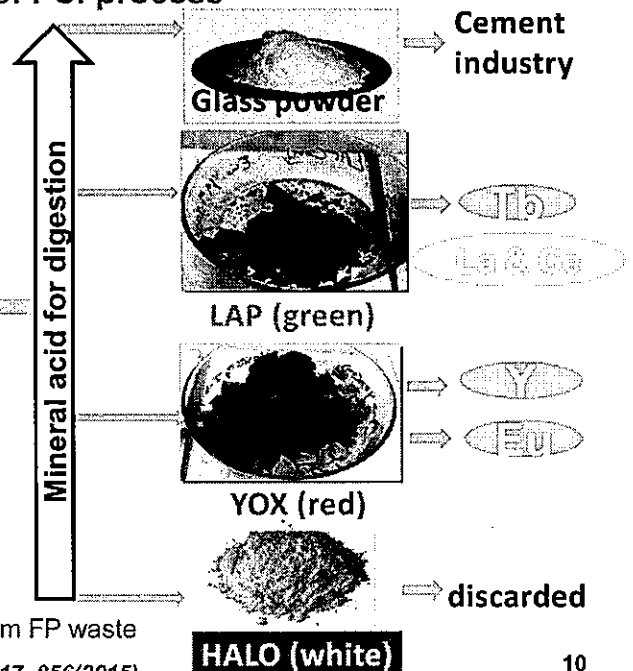 process
Cement
industry
Glass powder
Mineral acid for digestion
Tb
La & Ce
LAP (green)
Y
Eu
YOX (red)
discarded
m FP waste
HALO (white)
10